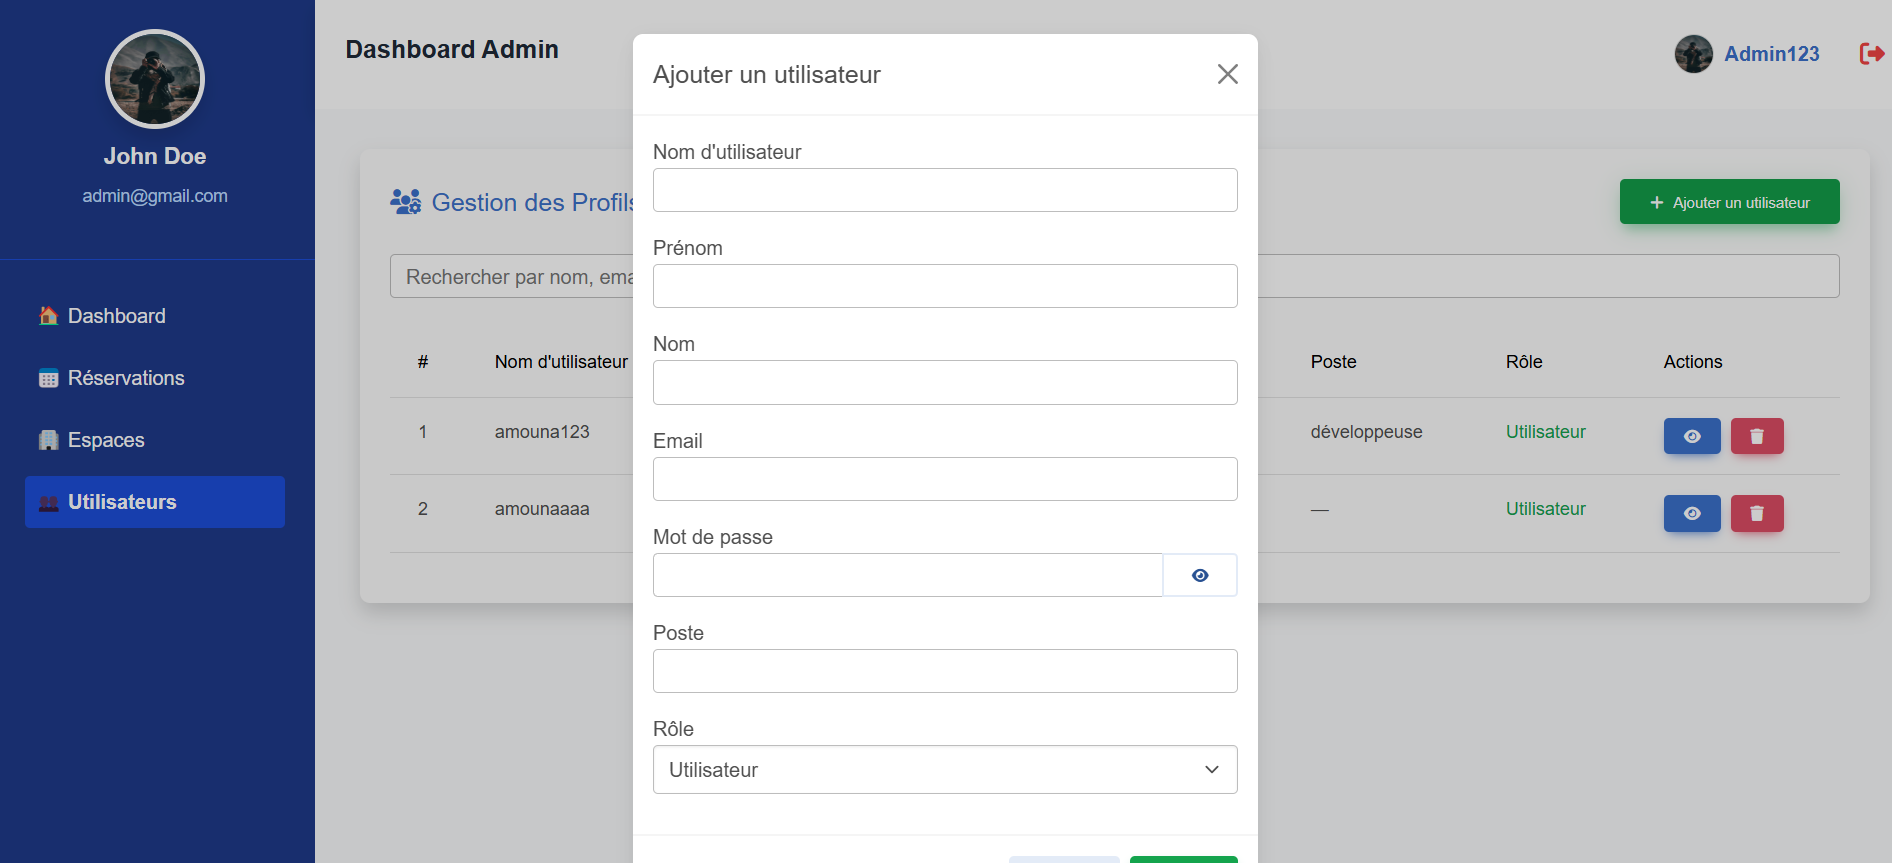 John Doe
admin@gmail.com
Dashboard
Réservations
Espaces
Utilisateurs
Dashboard Admin
Admin123
Gestion des Profils
Ajouter un utilisateur
Rechercher par nom, ema
# Nom d'utilisateur Poste Rôle Actions
1 amouna123 développeuse Utilisateur
2 amounaaaa — Utilisateur
Ajouter un utilisateur
Nom d'utilisateur
Prénom
Nom
Email
Mot de passe
Poste
Rôle
Utilisateur